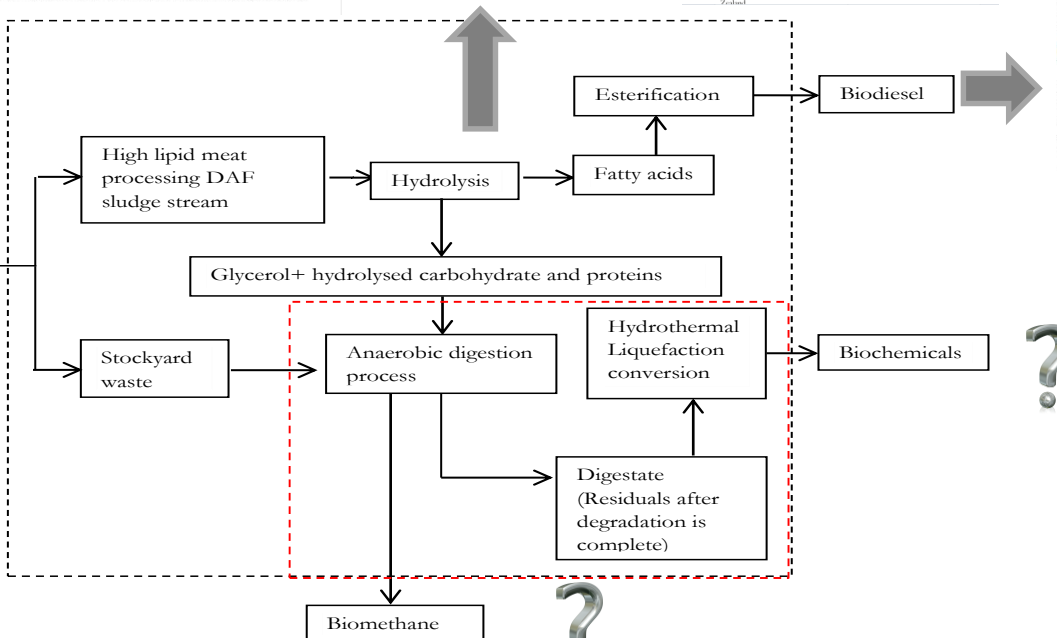 Zealand
Esterification
Biodiesel
High lipid meat
processing DAF
sludge stream
Hydrolysis
Fatty acids
Glycerol+ hydrolysed carbohydrate and proteins
Stockyard
waste
Anaerobic digestion
process
Hydrothermal
Liquefaction
conversion
Biochemicals
?
Digestate
(Residuals after
degradation is
complete)
Biomethane
?